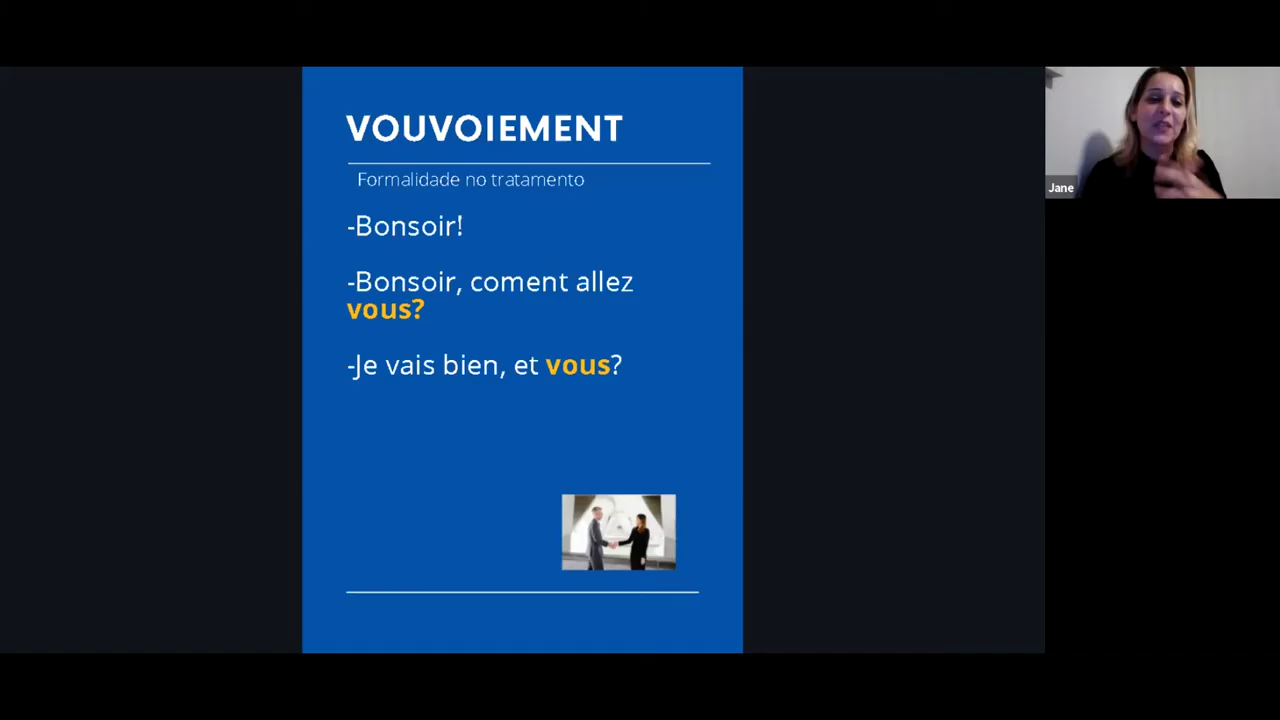 VOUVOIEMENT
Formalidade no tratamento
-Bonsoir!
-Bonsoir, coment allez
vous?
-Je vais bien, et vous?
Jane